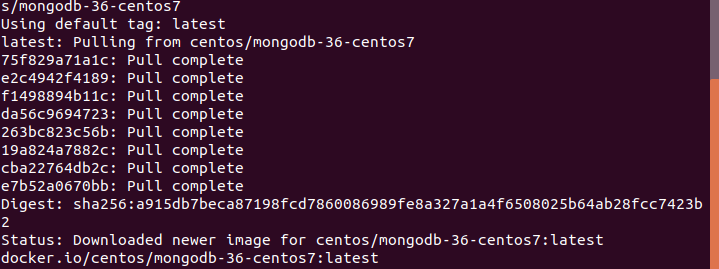 s/mongodb-36-centos7
Using default tag: latest
latest: Pulling from centos/mongodb-36-centos7
75f829a71a1c: Pull complete
e2c4942f4189: Pull complete
f1498894b11c: Pull complete
da56c9694723: Pull complete
263bc823c56b: Pull complete
19a824a7882c: Pull complete
cba22764db2c: Pull complete
e7b52a0670bb: Pull complete
Digest: sha256:a915db7beca87198fcd7860086989fe8a327a1a4f6508025b64ab28fcc7423b
2
Status: Downloaded newer image for centos/mongodb-36-centos7:latest
docker.io/centos/mongodb-36-centos7:latest